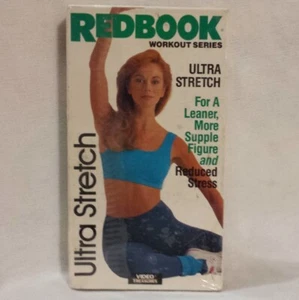 REDBOOK
WORKOUT SERIES
ULTRA
STRETCH
For A
Leaner,
More
Supple
Figure
and
Reduced
Stress
Ultra Stretch
VIDEO
TREASURES